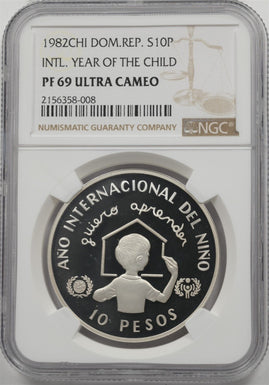 1982CHI DOM.REP. S10P
INTL. YEAR OF THE CHILD
PF 69 ULTRA CAMEO
2156358-008
NUMISMATIC GUARANTY COMPANY
NGC
AÑO INTERNACIONAL DEL NIÑO
quiero aprender
10 PESOS